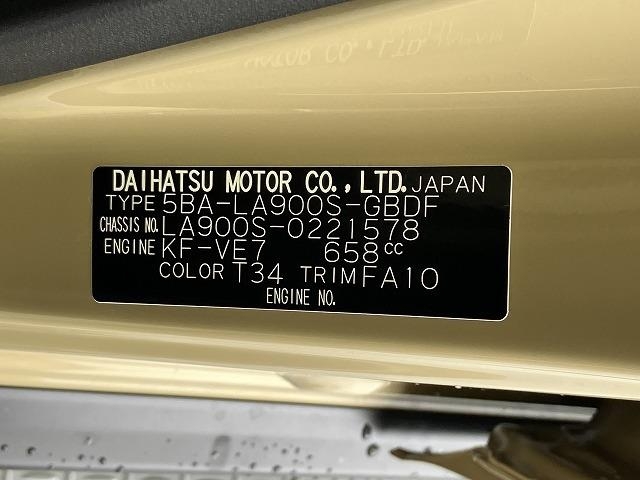 DAIHATSU MOTOR CO., LTD. JAPAN
TYPE 5BA-LA900S-GBDF
CHASSIS NO. LA900S-0221578
ENGINE KF-VE7 658cc
COLOR T34 TRIM FA10
ENGINE NO.